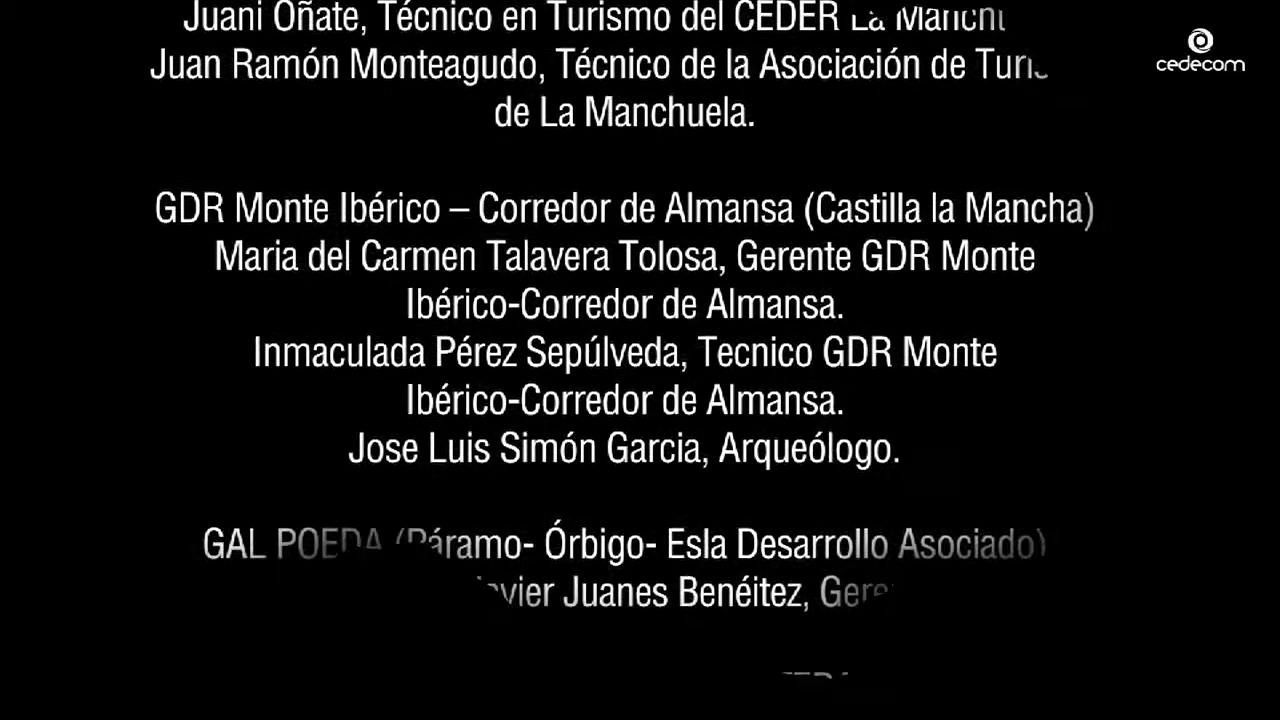 Juani Oñate, Técnico en Turismo del CEDER La
cedecom
Juan Ramón Monteagudo, Técnico de la Asociación de
de La Manchuela.
GDR Monte Ibérico – Corredor de Almansa (Castilla la Mancha)
Maria del Carmen Talavera Tolosa, Gerente GDR Monte
Ibérico-Corredor de Almansa.
Inmaculada Pérez Sepúlveda, Tecnico GDR Monte
Ibérico-Corredor de Almansa.
Jose Luis Simón Garcia, Arqueólogo.
GAL POEDA (Páramo- Órbigo- Esla Desarrollo Asociado)
Juanes Benéitez,